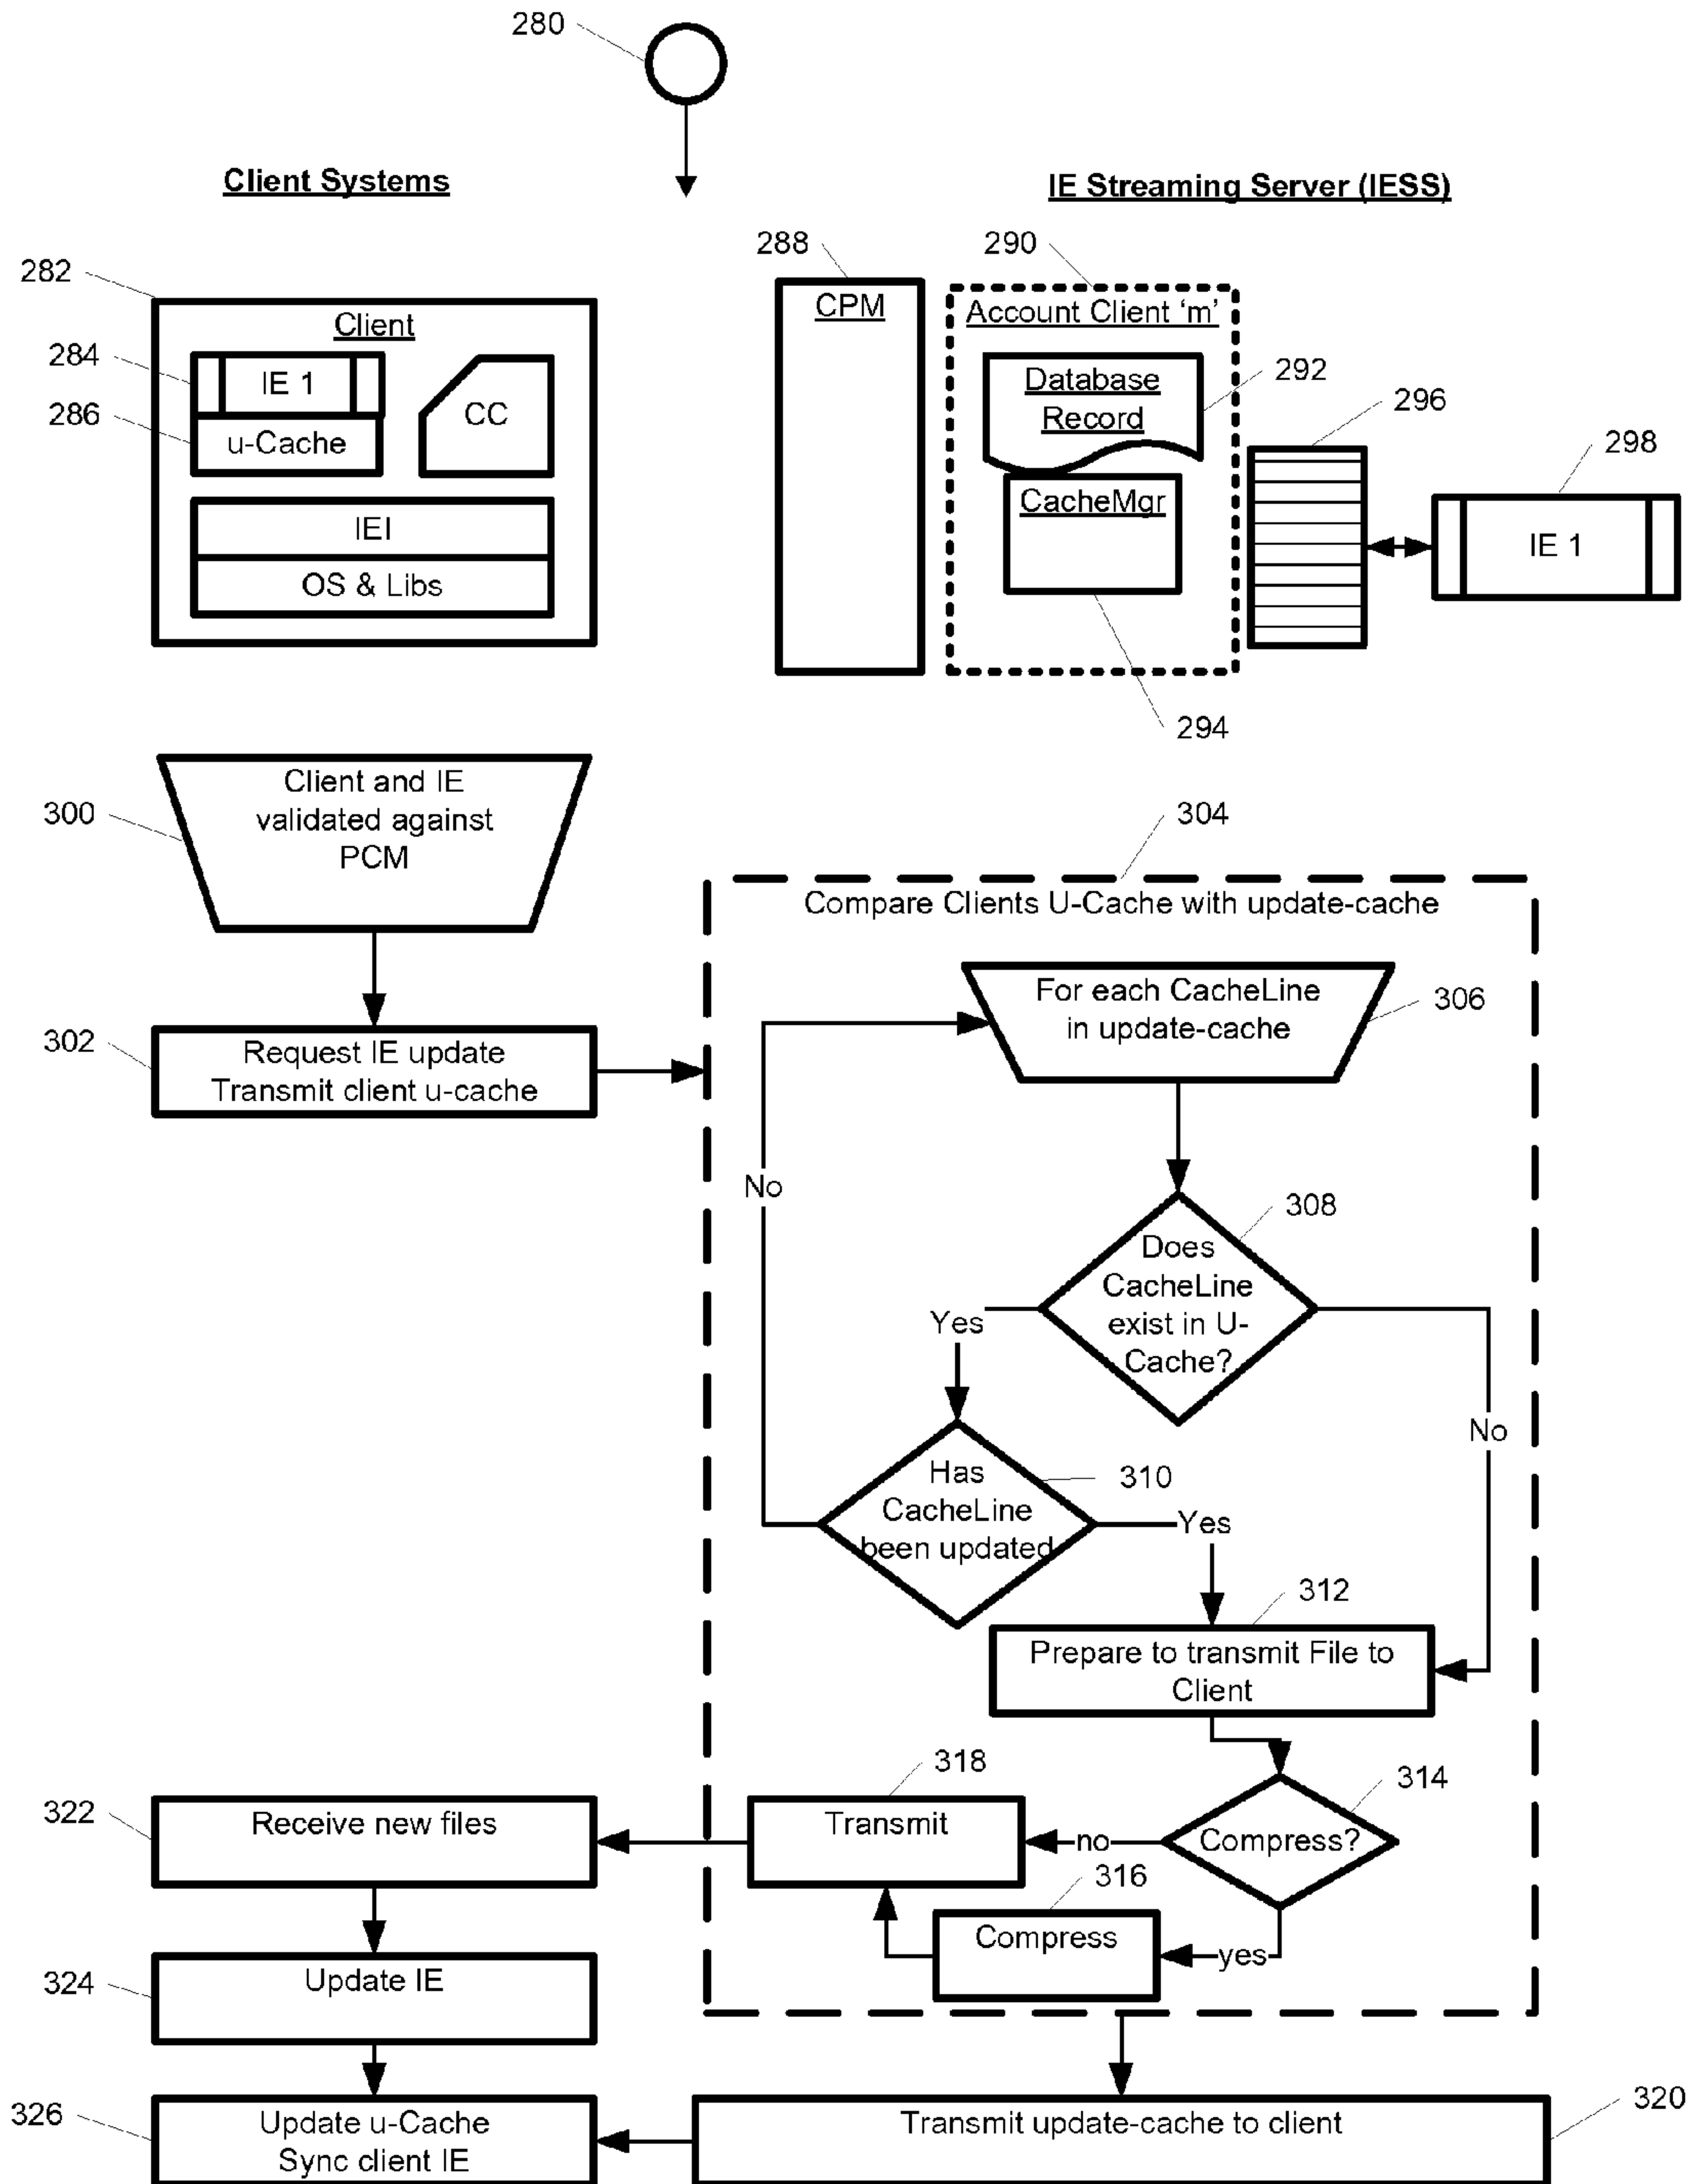 280
Client Systems
IE Streaming Server (IESS)
282
Client
284
IE 1
286
u-Cache
CC
IEI
OS & Libs
288
CPM
290
Account Client ‘m’
Database
Record
292
CacheMgr
294
296
298
IE 1
300
Client and IE
validated against
PCM
302
Request IE update
Transmit client u-cache
304
Compare Clients U-Cache with update-cache
For each CacheLine
in update-cache
306
No
308
Does
CacheLine
exist in U-
Cache?
Yes
No
310
Has
CacheLine
been updated
Yes
312
Prepare to transmit File to
Client
314
Compress?
no
yes
316
Compress
318
Transmit
322
Receive new files
324
Update IE
326
Update u-Cache
Sync client IE
320
Transmit update-cache to client